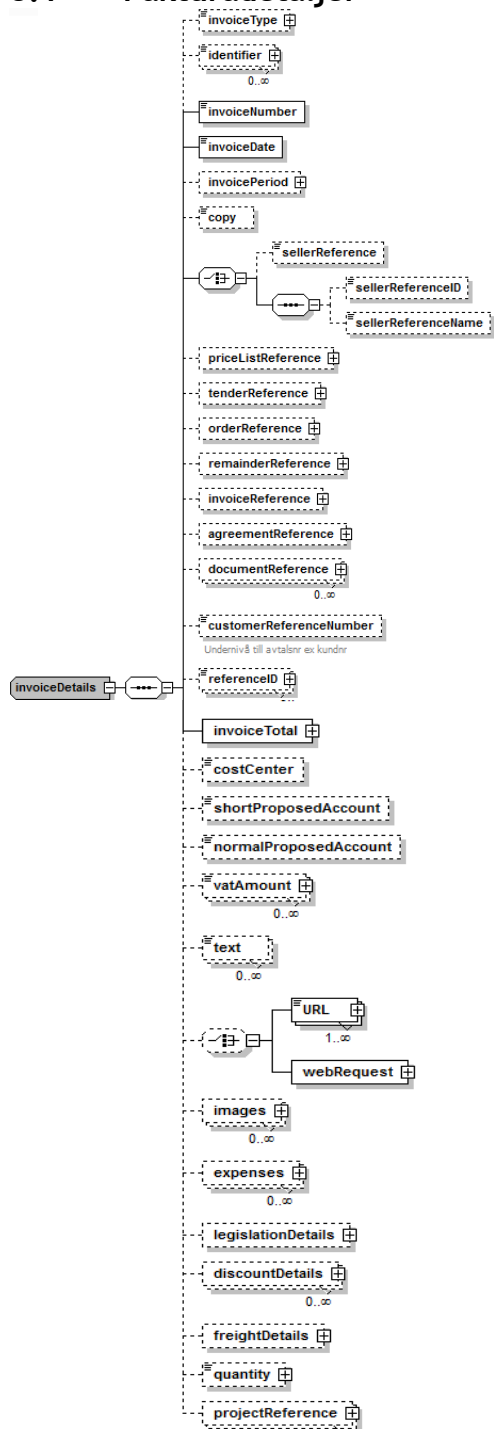 invoiceType
identifier
0..∞
invoiceNumber
invoiceDate
invoicePeriod
copy
sellerReference
sellerReferenceID
sellerReferenceName
priceListReference
tenderReference
orderReference
remainderReference
invoiceReference
agreementReference
documentReference
0..∞
customerReferenceNumber
Undernivå till avtalsnr ex kundnr
invoiceDetails
referenceID
invoiceTotal
costCenter
shortProposedAccount
normalProposedAccount
vatAmount
0..∞
text
0..∞
URL
1..∞
webRequest
images
0..∞
expenses
0..∞
legislationDetails
discountDetails
0..∞
freightDetails
quantity
projectReference